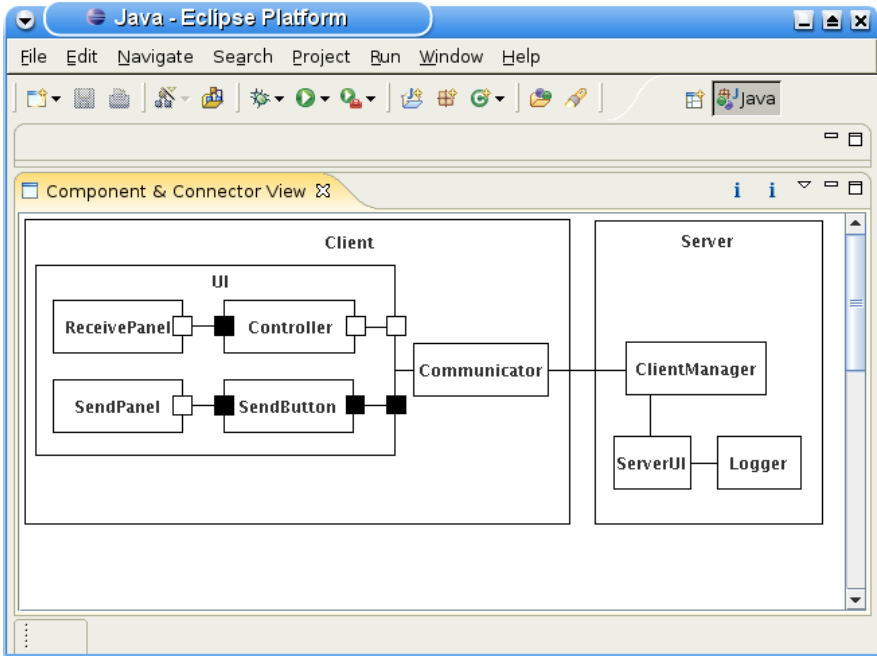 Java - Eclipse Platform
File Edit Navigate Search Project Run Window Help
Java
Component & Connector View
Client
Server
UI
ReceivePanel
Controller
Communicator
ClientManager
SendPanel
SendButton
ServerUI
Logger